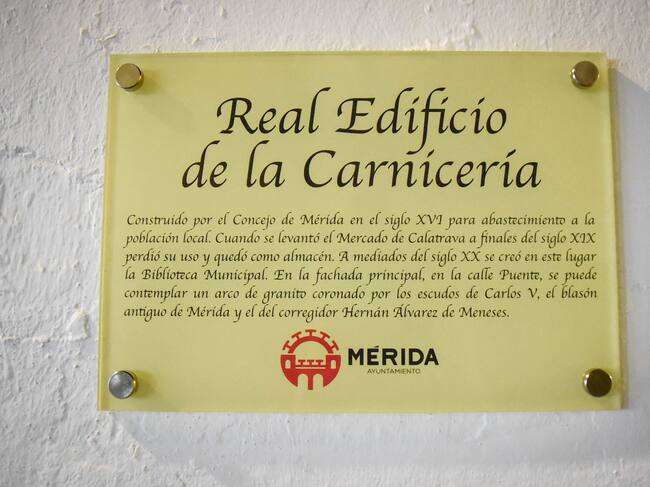 Real Edificio
de la Carnicería
Construido por el Concejo de Mérida en el siglo XVI para abastecimiento a la
población local. Cuando se levantó el Mercado de Calatrava a finales del siglo XIX
perdió su uso y quedó como almacén. A mediados del siglo XX se creó en este lugar
la Biblioteca Municipal. En la fachada principal, en la calle Puente, se puede
contemplar un arco de granito coronado por los escudos de Carlos V, el blasón
antiguo de Mérida y el del corregidor Hernán Álvarez de Meneses.
MÉRIDA
AYUNTAMIENTO